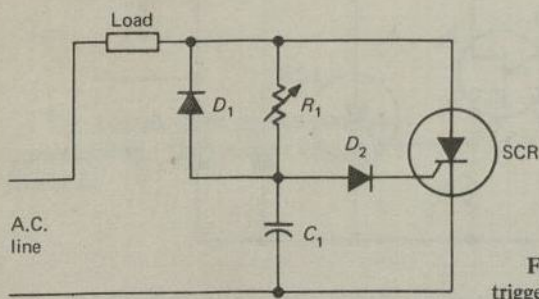 Load
D1
R1
D2
SCR
A.C.
line
C1
F
trigge